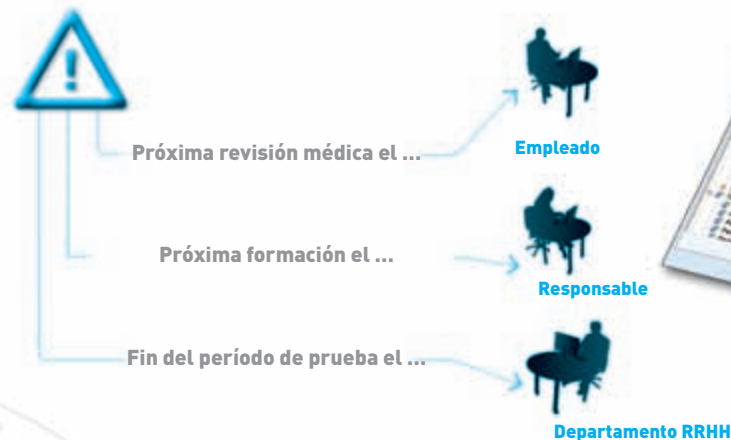 Próxima revisión médica el ...
Empleado
Próxima formación el ...
Responsable
Fin del período de prueba el ...
Departamento RRHH